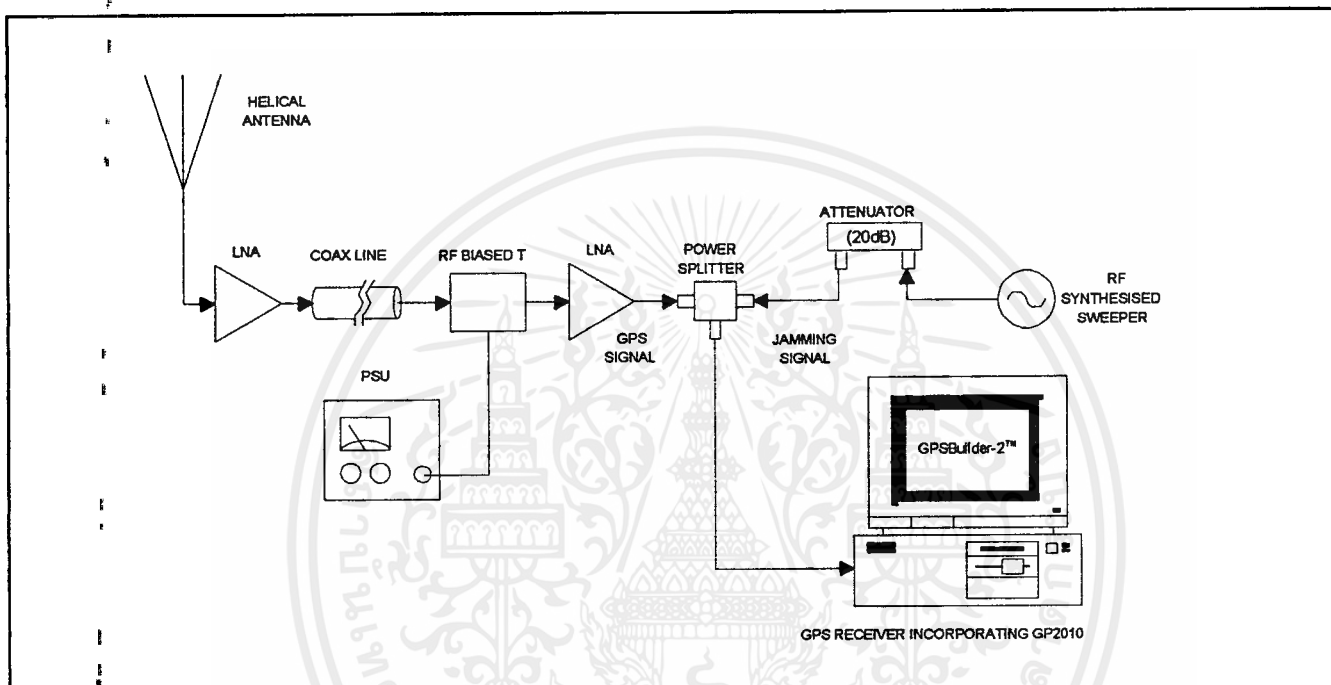 HELICAL
ANTENNA
LNA
COAX LINE
RF BIASED T
LNA
POWER
SPLITTER
ATTENUATOR
(20dB)
RF
SYNTHESISED
SWEEPER
GPS
SIGNAL
JAMMING
SIGNAL
PSU
GPSBuilder-2™
GPS RECEIVER INCORPORATING GP2010